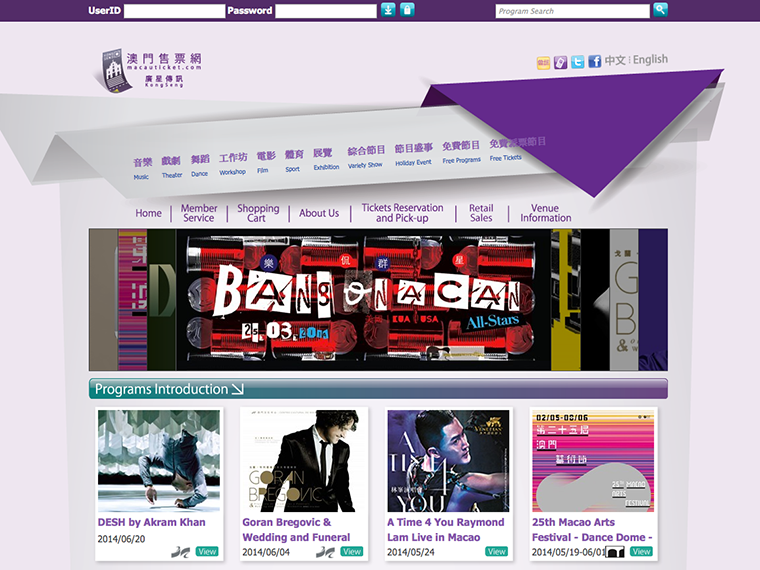 UserID Password Program Search
澳門售票網
macauticket.com
廣星傳訊
KongSeng
中文 | English
音樂 戲劇 舞蹈 工作坊 電影 體育 展覽 綜合節目 節目盛事 免費節目 免費派票節目
Music Theater Dance Workshop Film Sport Exhibition Variety Show Holiday Event Free Programs Free Tickets
Home | Member Service | Shopping Cart | About Us | Tickets Reservation and Pick-up | Retail Sales | Venue Information
樂 侃 群 星
BANG ON A CAN
25.03.2014 EUA USA All-Stars
Programs Introduction
GORAN
BREGOVIC
A
TIME
4
YOU
林峯演唱會
02/05-08/06
第二十五屆
澳門
藝術節
25th MACAO
ARTS
FESTIVAL
DESH by Akram Khan
2014/06/20
View
Goran Bregovic &
Wedding and Funeral
2014/06/04 View
A Time 4 You Raymond
Lam Live in Macao
2014/05/24 View
25th Macao Arts
Festival - Dance Dome -
2014/05/19-06/01 View